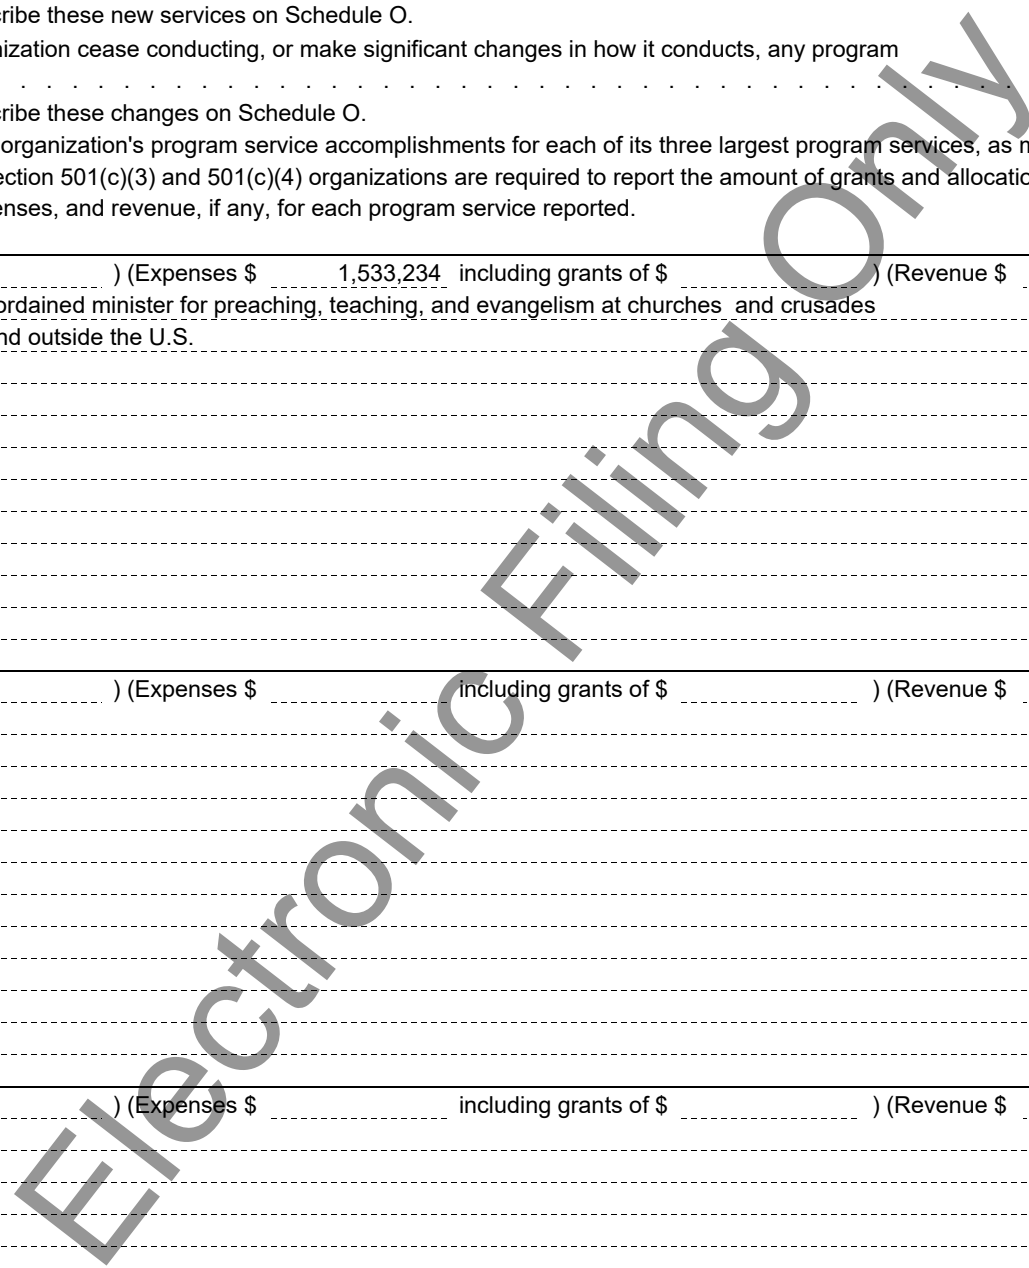 cribe these new services on Schedule O.
nization cease conducting, or make significant changes in how it conducts, any program
. . . . . . . . . . . . . . . . . . . . . . . . . . . . . . . . . . . . . . .
cribe these changes on Schedule O.
organization's program service accomplishments for each of its three largest program services, as m
ection 501(c)(3) and 501(c)(4) organizations are required to report the amount of grants and allocatio
enses, and revenue, if any, for each program service reported.
) (Expenses $ 1,533,234 including grants of $ ) (Revenue $
ordained minister for preaching, teaching, and evangelism at churches and crusades
nd outside the U.S.
) (Expenses $ including grants of $ ) (Revenue $
) (Expenses $ including grants of $ ) (Revenue $
Electronic Filing Only